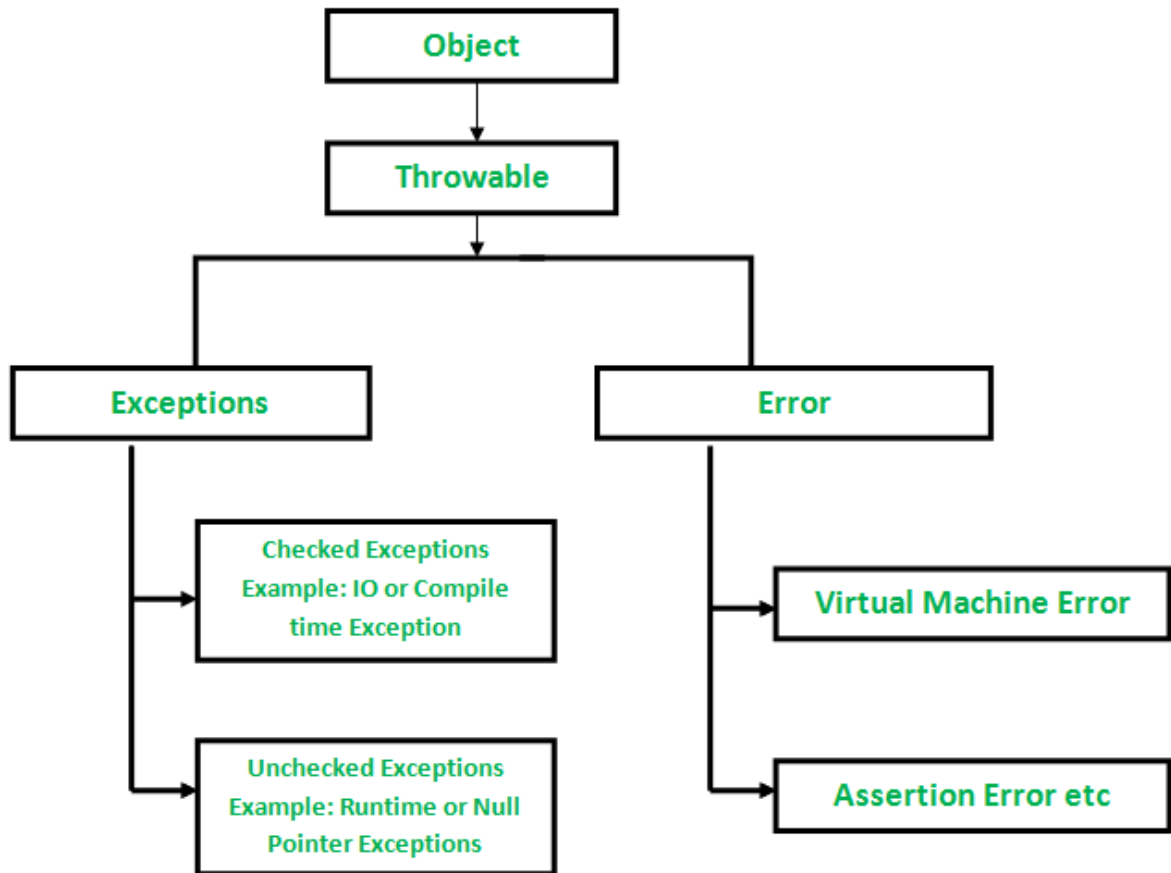 Object
Throwable
Exceptions
Error
Checked Exceptions
Example: IO or Compile
time Exception
Virtual Machine Error
Unchecked Exceptions
Example: Runtime or Null
Pointer Exceptions
Assertion Error etc